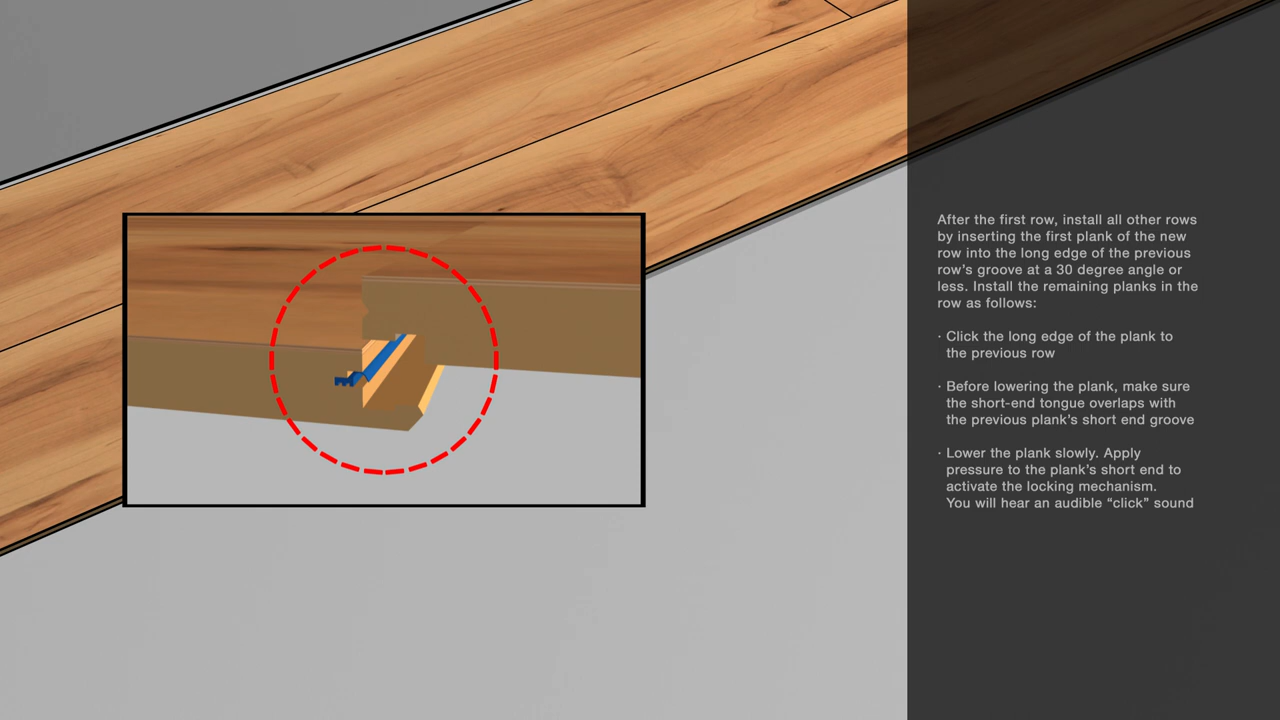 After the first row, install all other rows
by inserting the first plank of the new
row into the long edge of the previous
row's groove at a 30 degree angle or
less. Install the remaining planks in the
row as follows:
· Click the long edge of the plank to
the previous row
· Before lowering the plank, make sure
the short-end tongue overlaps with
the previous plank's short end groove
· Lower the plank slowly. Apply
pressure to the plank's short end to
activate the locking mechanism.
You will hear an audible “click” sound